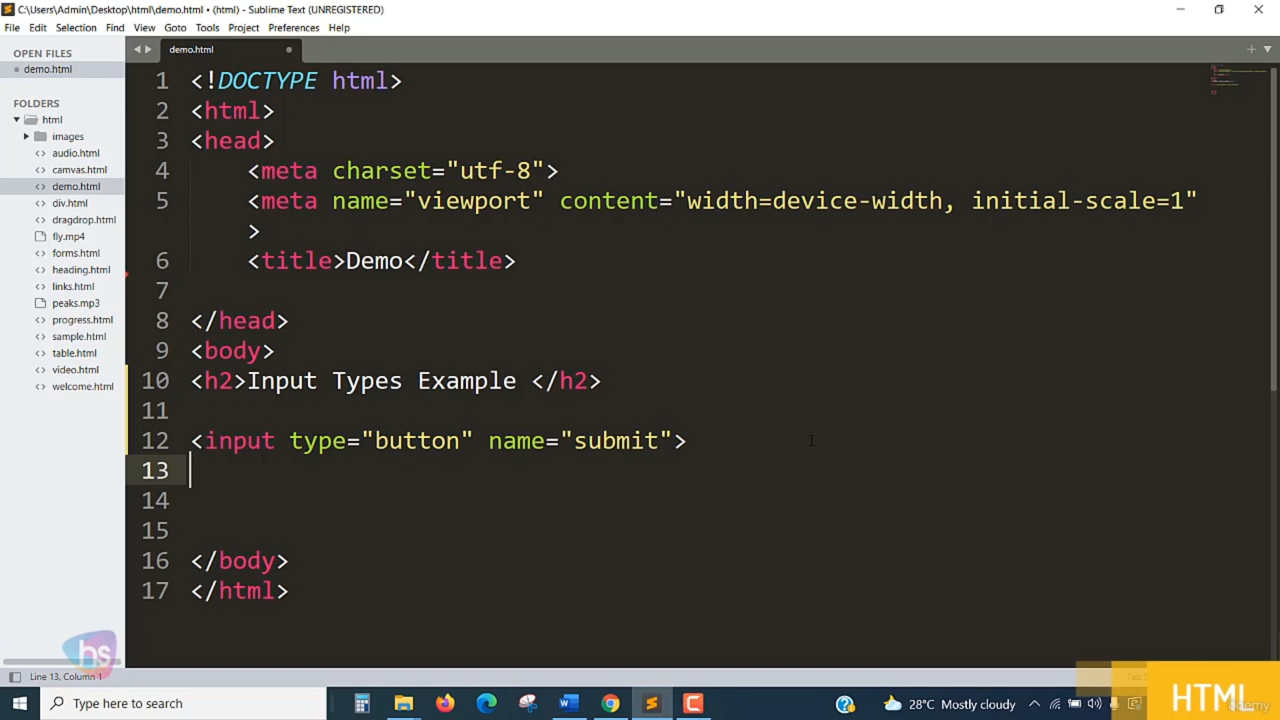 C:\Users\Admin\Desktop\html\demo.html • (html) - Sublime Text (UNREGISTERED)
File Edit Selection Find View Goto Tools Project Preferences Help
OPEN FILES
demo.html
FOLDERS
html
images
audio.html
canvas.html
demo.html
div.html
dragdrop.html
fly.mp4
forms.html
heading.html
links.html
peaks.mp3
progress.html
sample.html
table.html
video.html
welcome.html
demo.html
1 <!DOCTYPE html>
2 <html>
3 <head>
4 <meta charset="utf-8">
5 <meta name="viewport" content="width=device-width, initial-scale=1"
>
6 <title>Demo</title>
7
8 </head>
9 <body>
10 <h2>Input Types Example </h2>
11
12 <input type="button" name="submit">
13
14
15
16 </body>
17 </html>
hs
Line 13, Column 1
Type here to search
28°C Mostly cloudy
HTML
Udemy